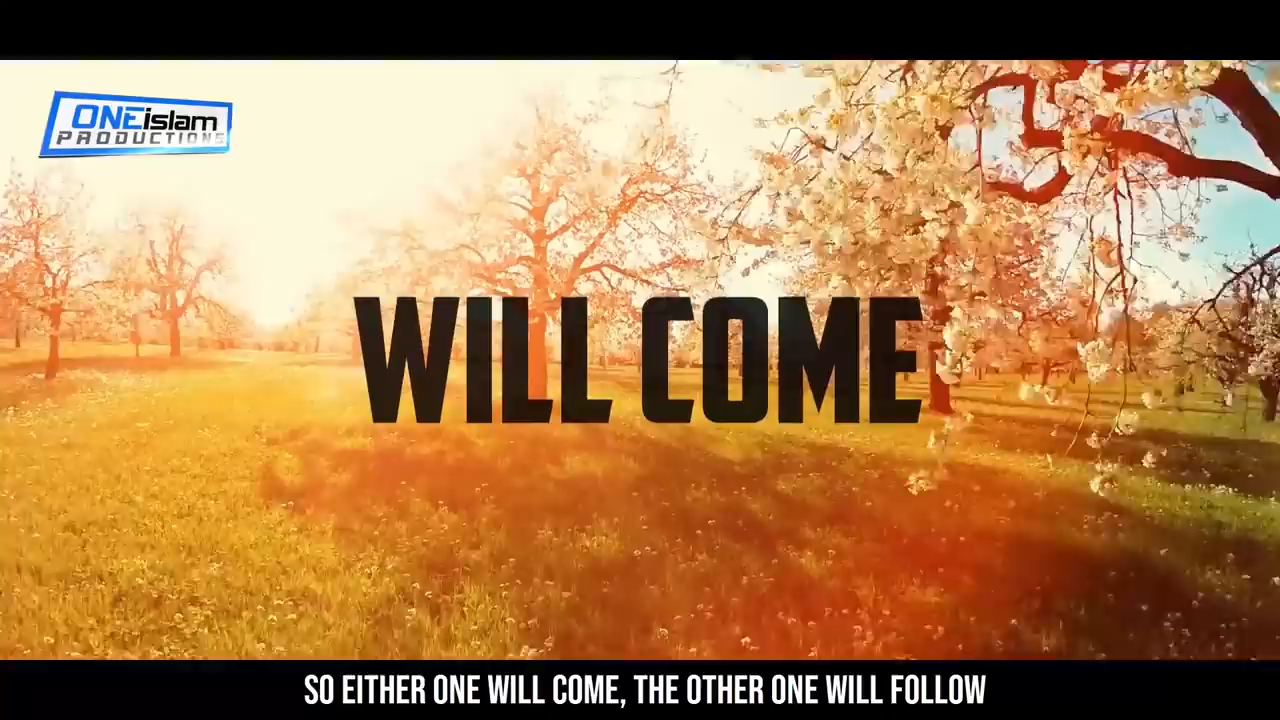 ONEislam
PRODUCTIONS
WILL COME
SO EITHER ONE WILL COME, THE OTHER ONE WILL FOLLOW